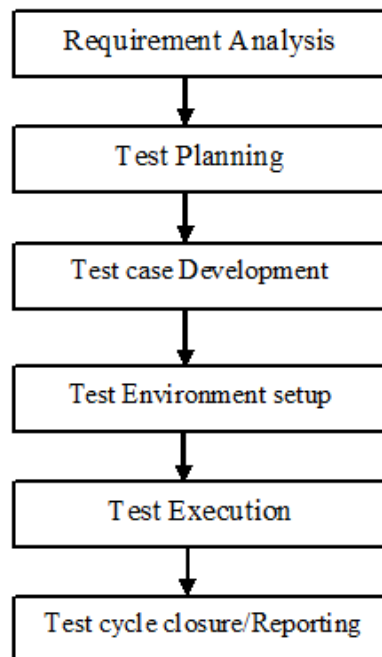 Requirement Analysis
Test Planning
Test case Development
Test Environment setup
Test Execution
Test cycle closure/Reporting